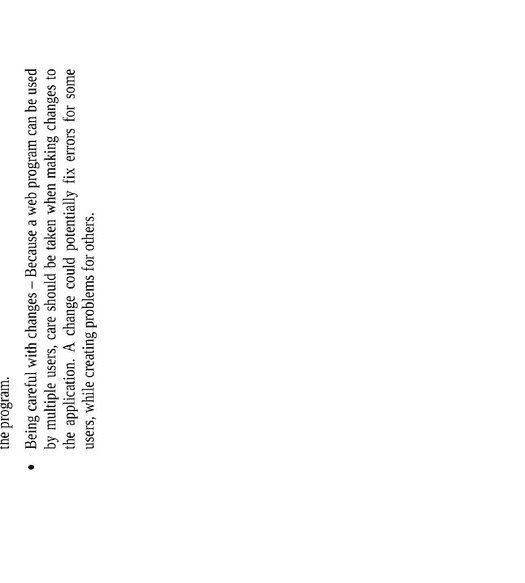 the program.
• Being careful with changes – Because a web program can be used
by multiple users, care should be taken when making changes to
the application. A change could potentially fix errors for some
users, while creating problems for others.